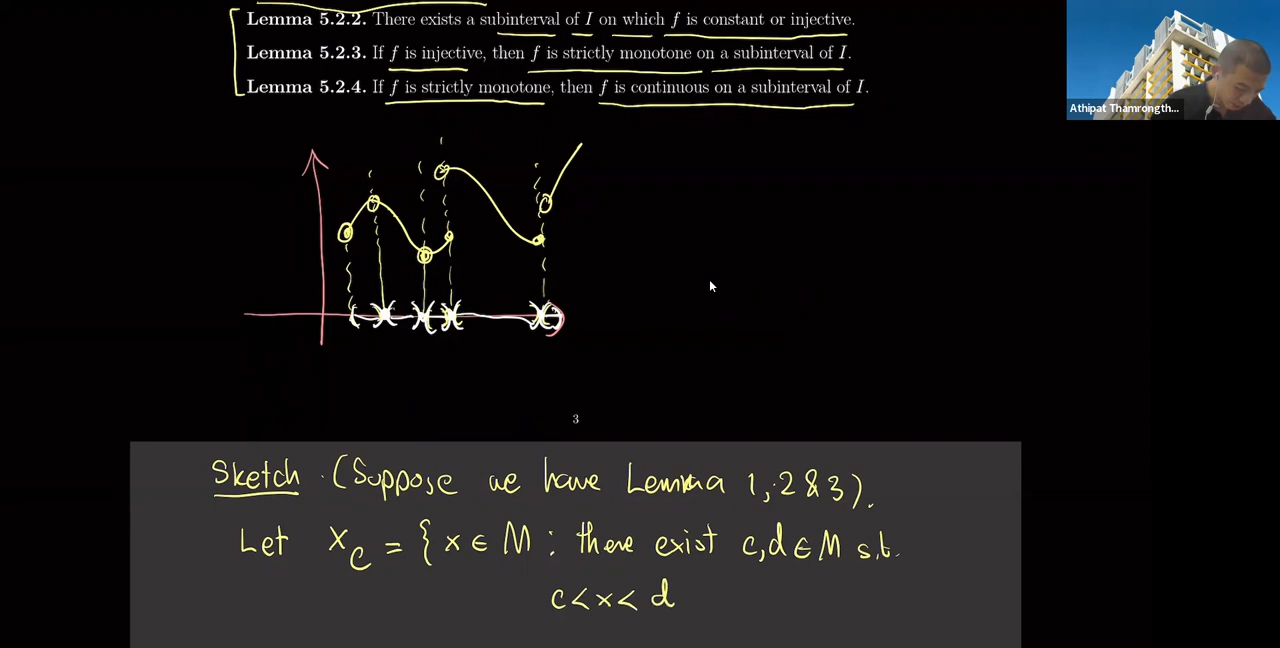 Lemma 5.2.2. There exists a subinterval of I on which f is constant or injective.
Lemma 5.2.3. If f is injective, then f is strictly monotone on a subinterval of I.
Lemma 5.2.4. If f is strictly monotone, then f is continuous on a subinterval of I.
Athipat Thamrongth...
3
Sketch (Suppose we have Lemma 1, 2 & 3).
Let X_c = { x ∈ M : there exist c, d ∈ M s.t.
c < x < d